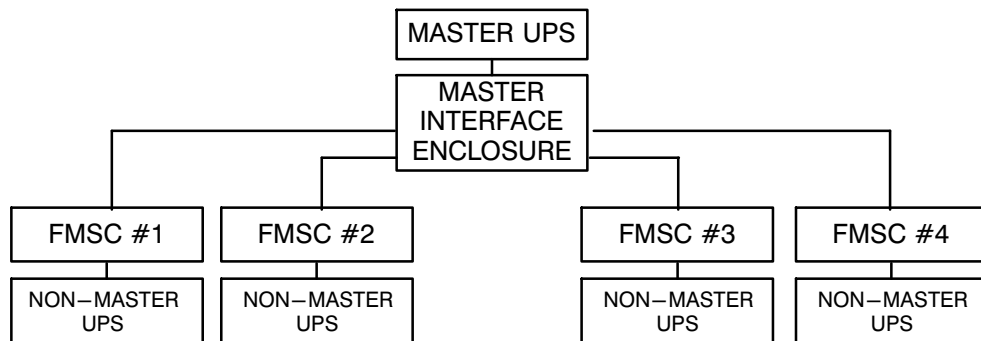 MASTER UPS
MASTER
INTERFACE
ENCLOSURE
FMSC #1
FMSC #2
FMSC #3
FMSC #4
NON−MASTER
UPS
NON−MASTER
UPS
NON−MASTER
UPS
NON−MASTER
UPS